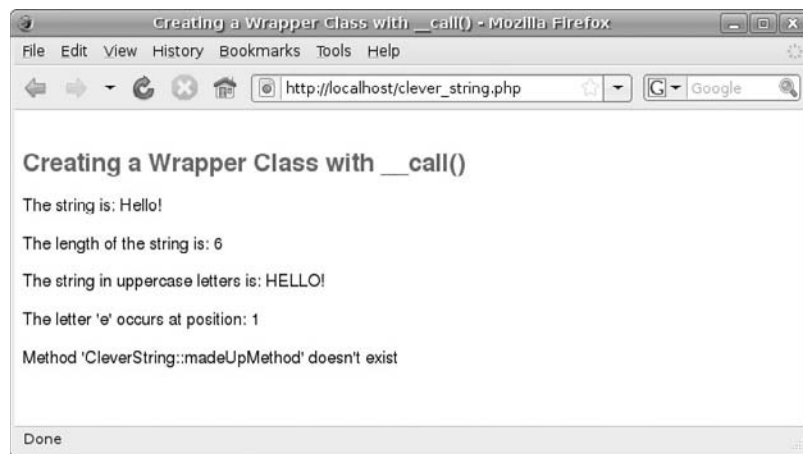 Creating a Wrapper Class with __call() - Mozilla Firefox
File Edit View History Bookmarks Tools Help
http://localhost/clever_string.php G Google
Creating a Wrapper Class with __call()
The string is: Hello!
The length of the string is: 6
The string in uppercase letters is: HELLO!
The letter 'e' occurs at position: 1
Method 'CleverString::madeUpMethod' doesn't exist
Done